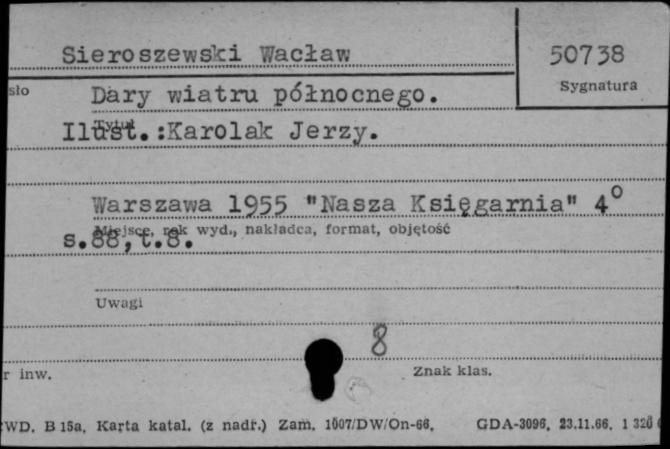 Sieroszewski Wacław
50738
Sygnatura
sło
Dary wiatru północnego.
Tytuł
Ilust.:Karolak Jerzy.
Warszawa 1955 "Nasza Księgarnia" 4°
Miejsce, rok wyd., nakładca, format, objętość
s.88,t.8.
Uwagi
8
r inw.
Znak klas.
WD. B 15a. Karta katal. (z nadr.) Zam. 1007/DW/On-66. GDA-3096. 23.11.66. 1 320